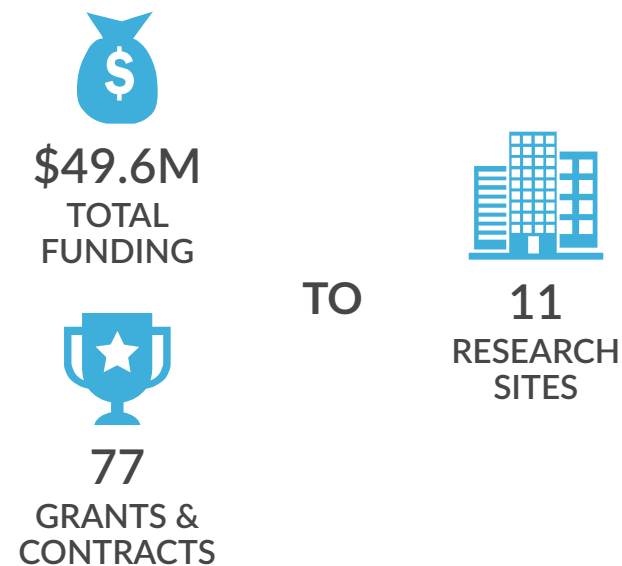 $
$49.6M
TOTAL
FUNDING
77
GRANTS &
CONTRACTS
TO
11
RESEARCH
SITES